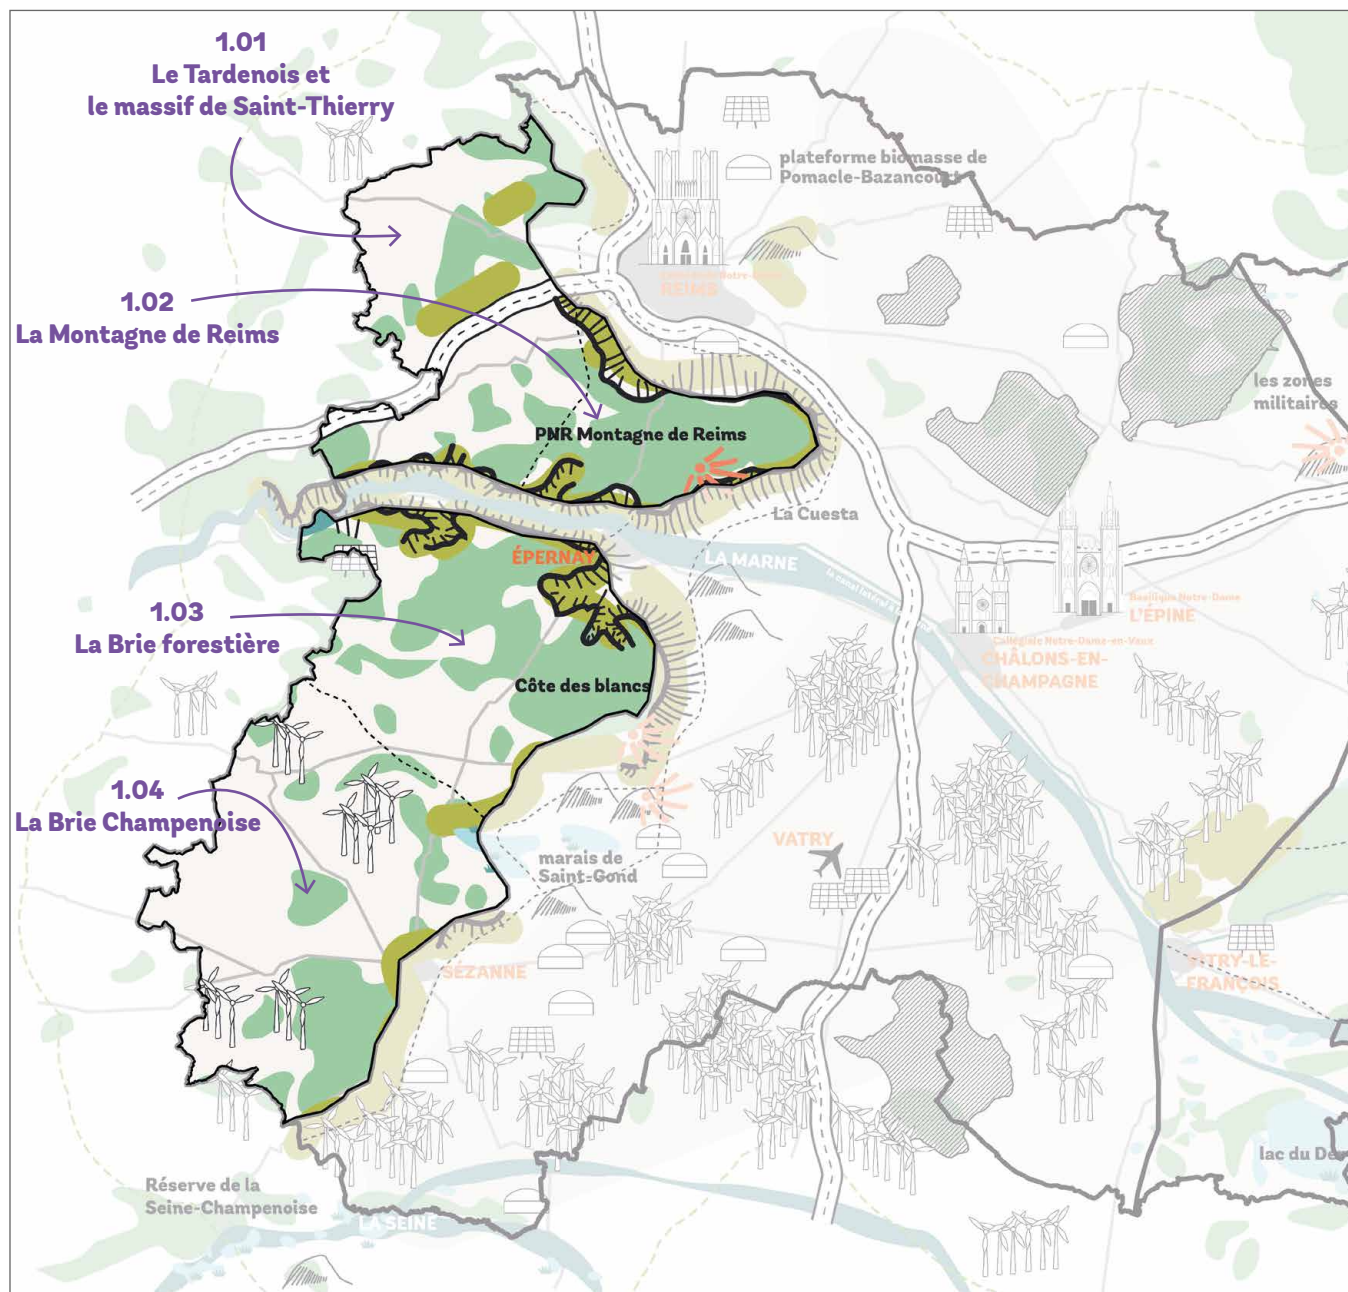 1.01
Le Tardenois et
le massif de Saint-Thierry
plateforme biomasse de
Pomacle-Bazancourt
1.02
La Montagne de Reims
REIMS
les zones
militaires
PNR Montagne de Reims
La Cuesta
ÉPERNAY
LA MARNE
le canal latéral à
1.03
La Brie forestière
Basilique Notre-Dame
L'ÉPINE
Collégiale Notre-Dame-en-Vaux
CHÂLONS-EN-
CHAMPAGNE
Côte des blancs
1.04
La Brie Champenoise
VATRY
marais de
Saint-Gond
SÉZANNE
VITRY-LE-
FRANÇOIS
lac du De
Réserve de la
Seine-Champenoise
LA SEINE